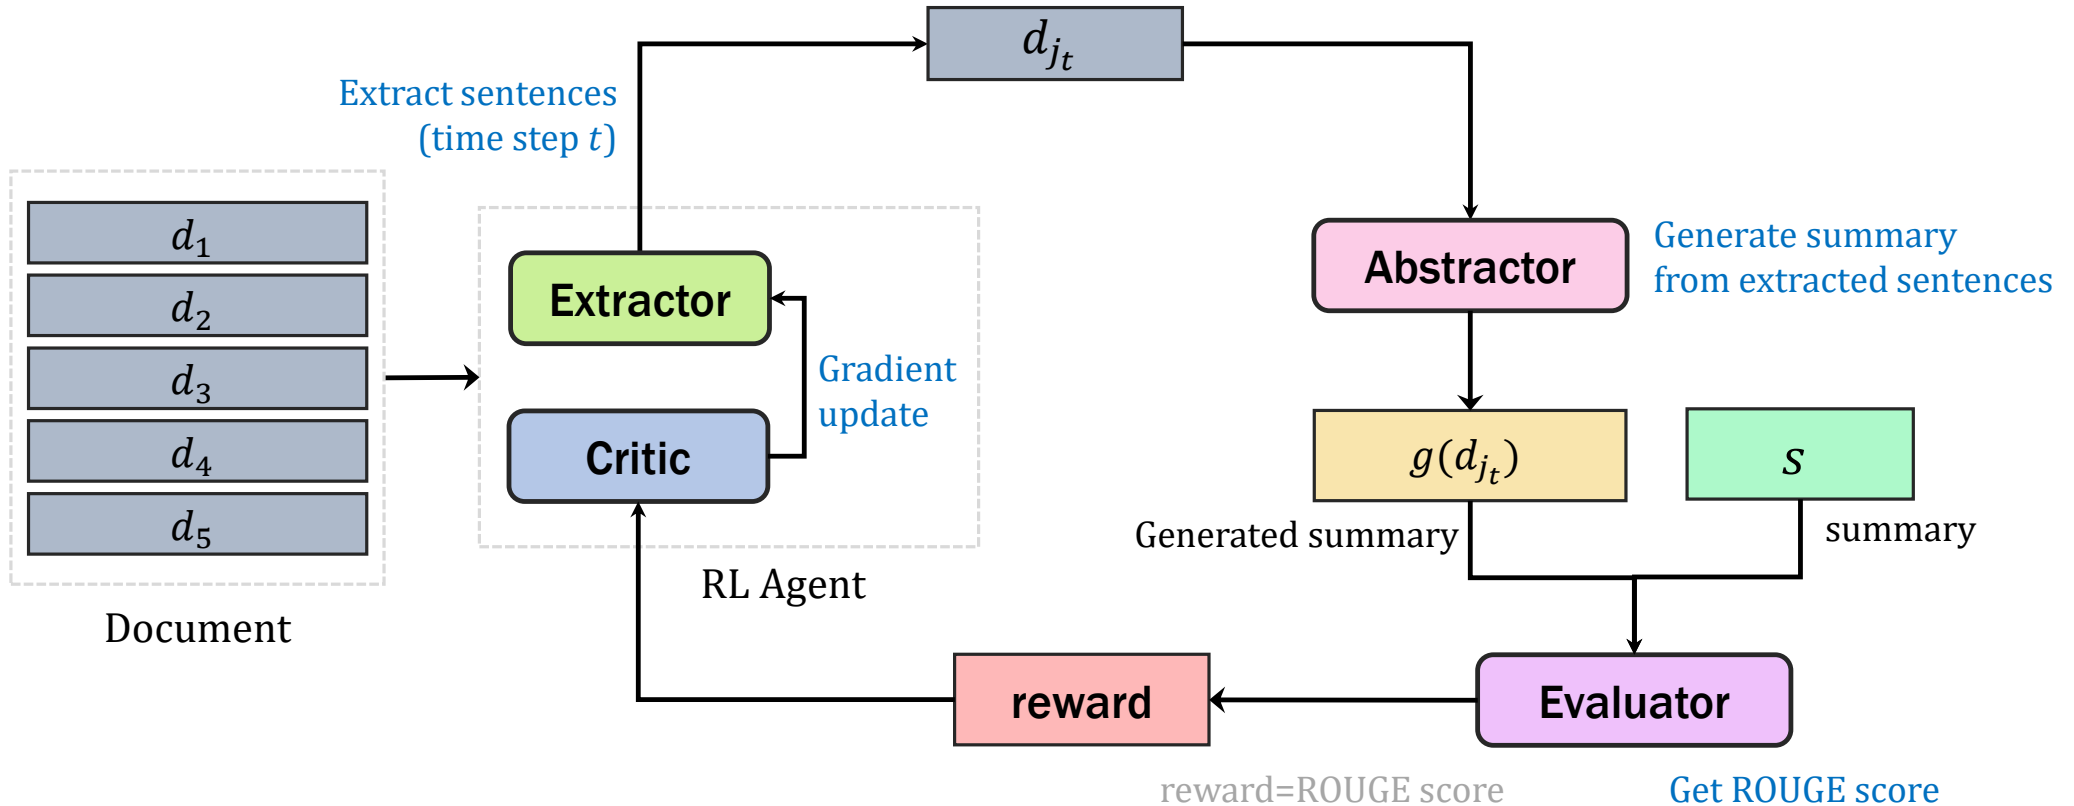 d_{j_t}
Extract sentences
(time step t)
d_1
d_2
d_3
d_4
d_5
Document
Extractor
Gradient
update
Critic
RL Agent
Abstractor
Generate summary
from extracted sentences
g(d_{j_t})
s
Generated summary
summary
reward
Evaluator
reward=ROUGE score
Get ROUGE score